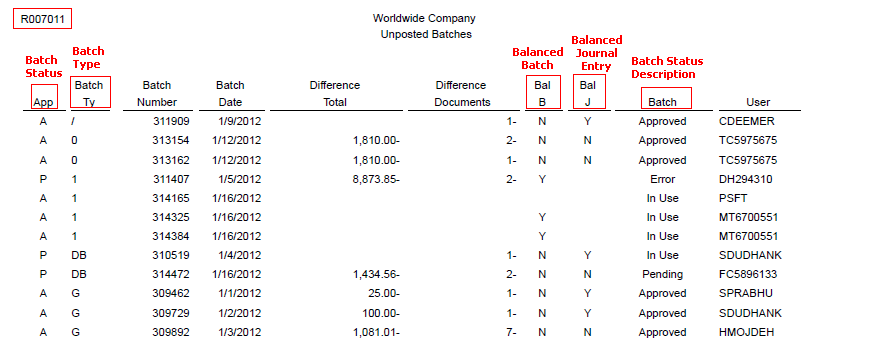 R007011
Worldwide Company
Unposted Batches
Batch Status
Batch Type
Balanced Batch
Balanced Journal Entry
Batch Status Description
App
Batch Ty
Batch Number
Batch Date
Difference Total
Difference Documents
Bal B
Bal J
Batch
User
A / 311909 1/9/2012 1- N Y Approved CDEEMER
A 0 313154 1/12/2012 1,810.00- 2- N N Approved TC5975675
A 0 313162 1/12/2012 1,810.00- 1- N N Approved TC5975675
P 1 311407 1/5/2012 8,873.85- 2- Y Error DH294310
A 1 314165 1/16/2012 In Use PSFT
A 1 314325 1/16/2012 Y In Use MT6700551
A 1 314384 1/16/2012 Y In Use MT6700551
P DB 310519 1/4/2012 1- N Y In Use SDUDHANK
P DB 314472 1/16/2012 1,434.56- 2- N N Pending FC5896133
A G 309462 1/1/2012 25.00- 1- N Y Approved SPRABHU
A G 309729 1/2/2012 100.00- 1- N Y Approved SDUDHANK
A G 309892 1/3/2012 1,081.01- 7- N N Approved HMOJDEH